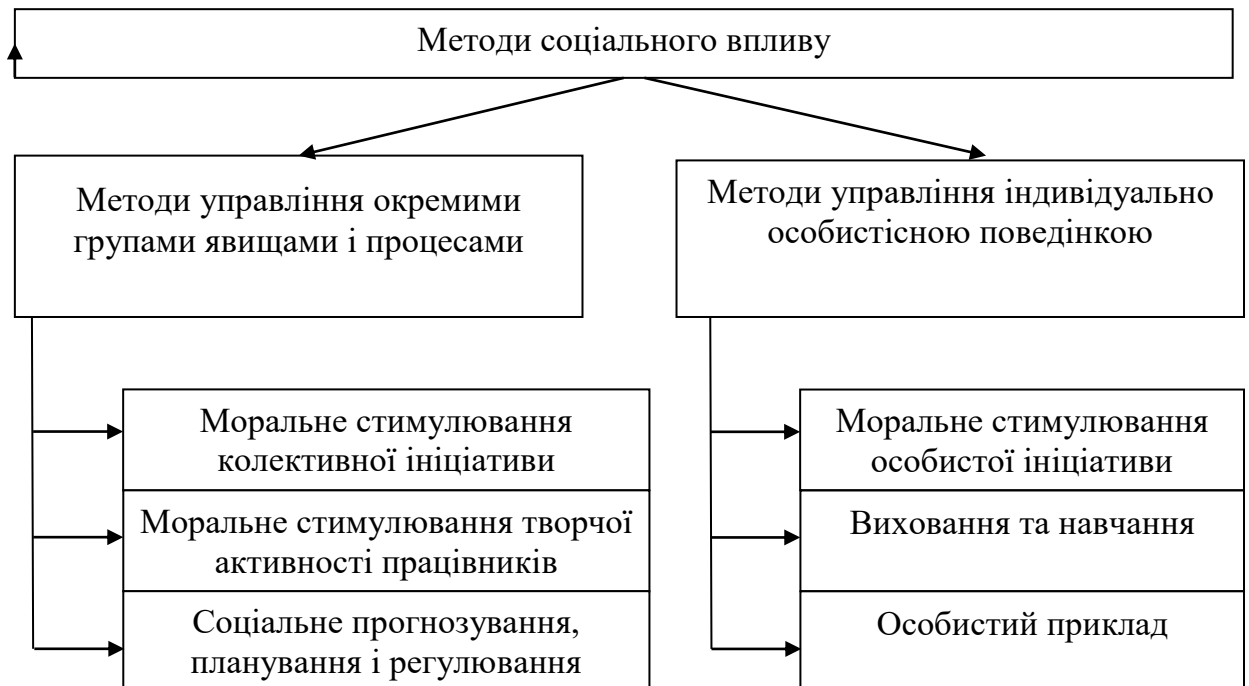 Методи соціального впливу
Методи управління окремими
групами явищами і процесами
Методи управління індивідуально
особистісною поведінкою
Моральне стимулювання
колективної ініціативи
Моральне стимулювання творчої
активності працівників
Соціальне прогнозування,
планування і регулювання
Моральне стимулювання
особистої ініціативи
Виховання та навчання
Особистий приклад